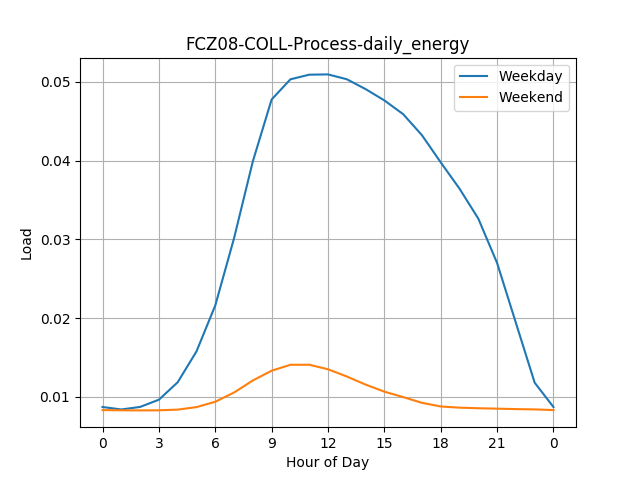 FCZ08-COLL-Process-daily_energy
Weekday
Weekend
0.05
0.04
0.03
0.02
0.01
Load
0 3 6 9 12 15 18 21 0
Hour of Day